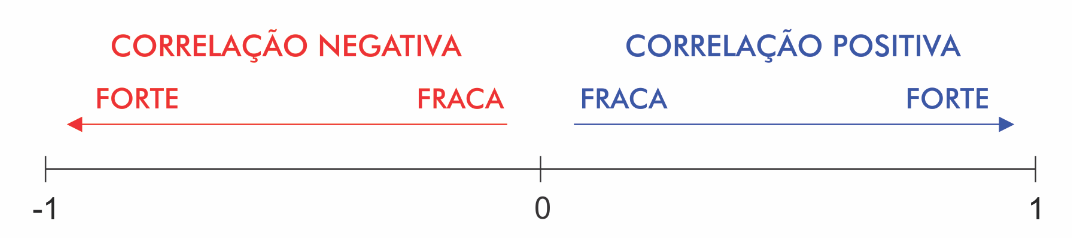 CORRELAÇÃO NEGATIVA CORRELAÇÃO POSITIVA
FORTE FRACA FRACA FORTE
-1 0 1